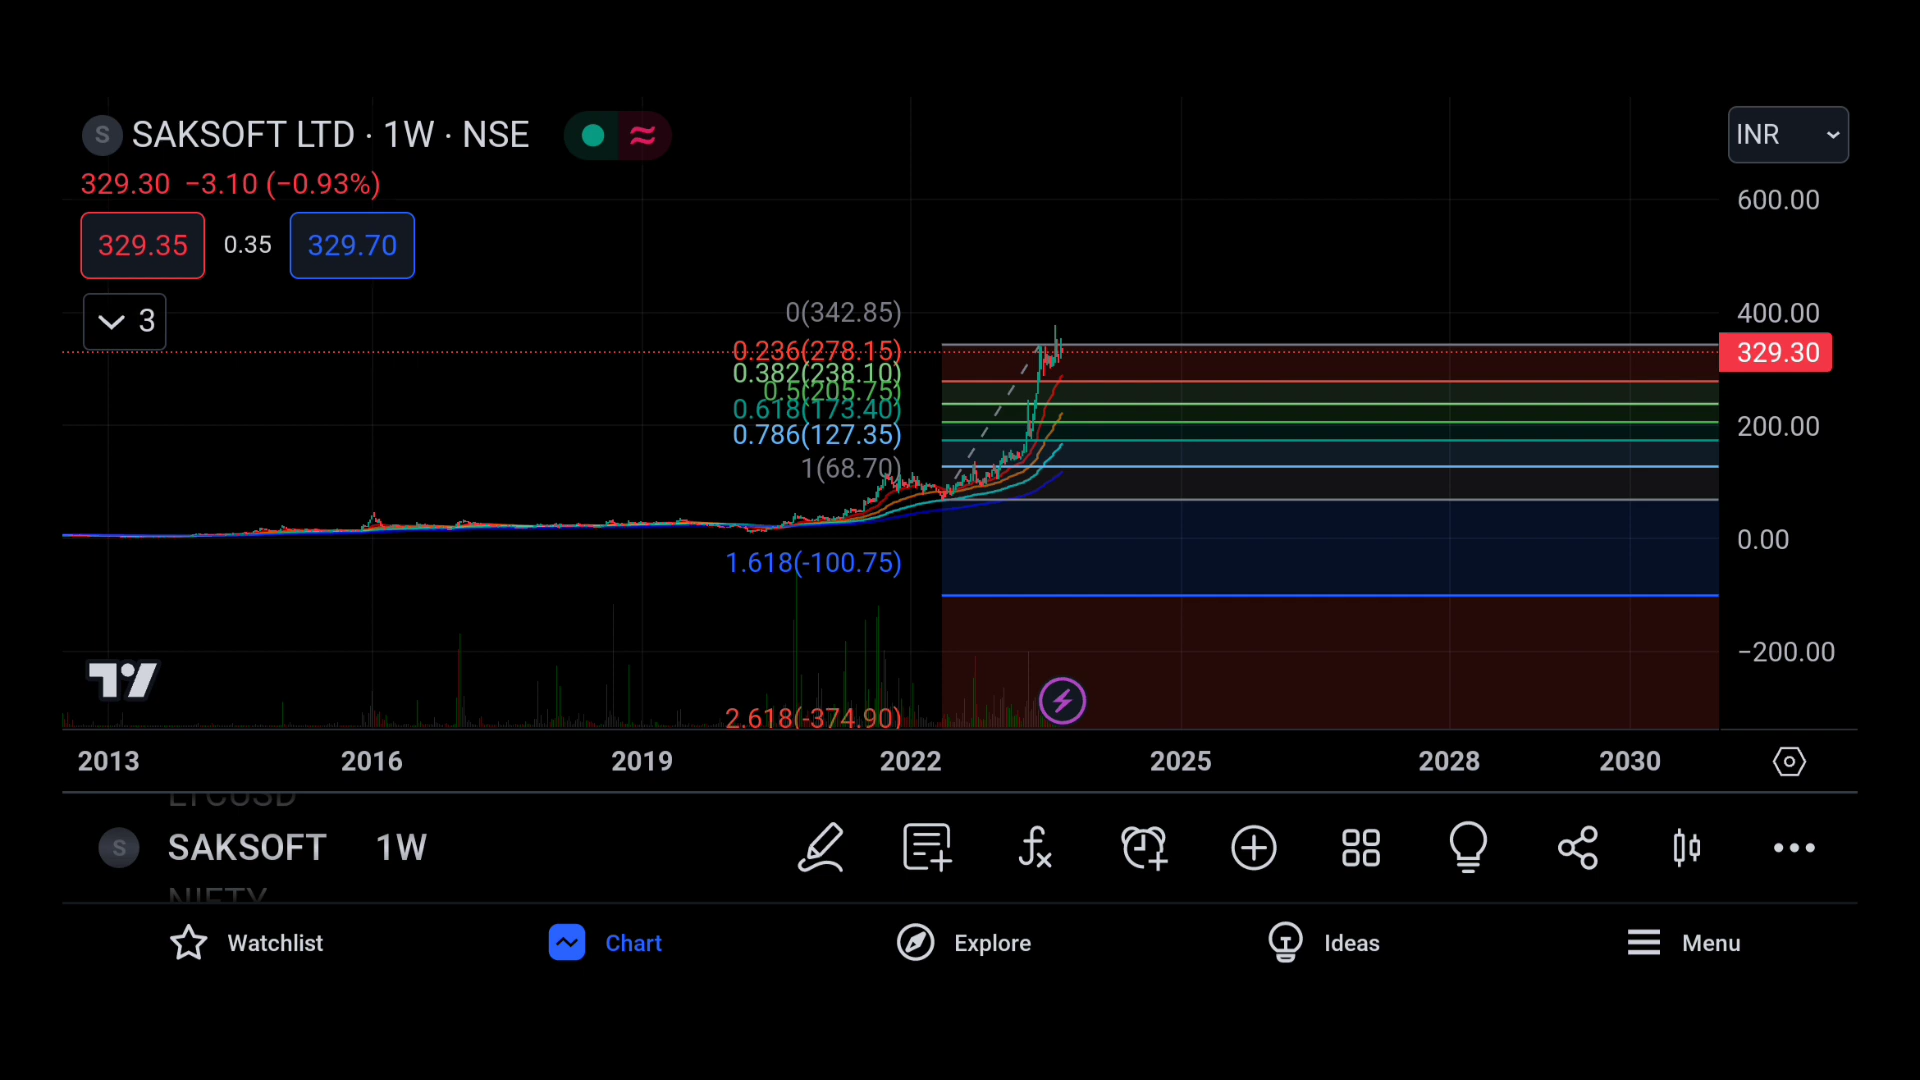 S SAKSOFT LTD · 1W · NSE
INR
329.30 −3.10 (−0.93%)
600.00
329.35 0.35 329.70
3
0(342.85)
400.00
0.236(278.15)
329.30
0.382(238.10)
0.5(205.75)
0.618(173.40)
200.00
0.786(127.35)
1(68.70)
0.00
1.618(-100.75)
−200.00
2.618(-374.90)
2013 2016 2019 2022 2025 2028 2030
LTCUSD
S SAKSOFT 1W
NIFTY
Watchlist Chart Explore Ideas Menu